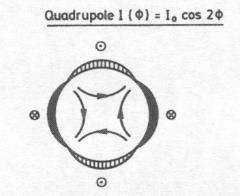 Quadrupole I (Φ) = I₀ cos 2Φ